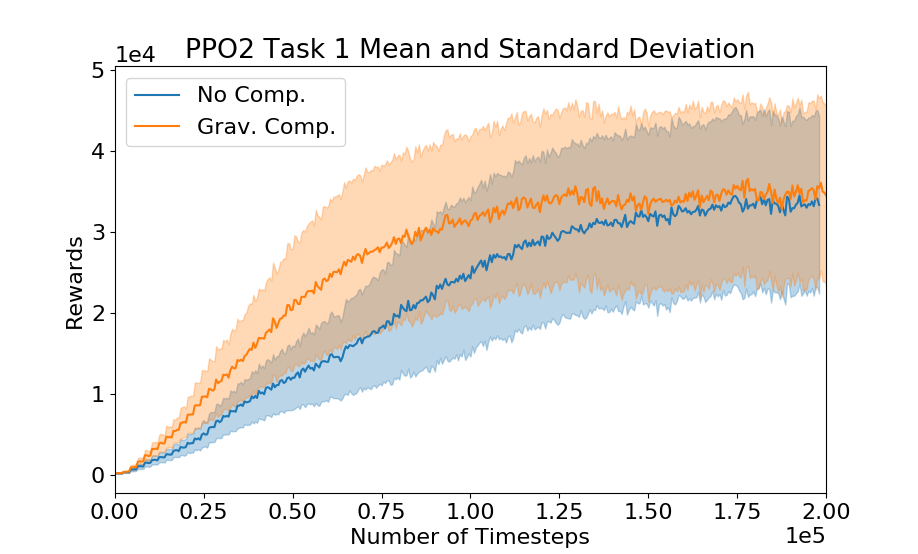 PPO2 Task 1 Mean and Standard Deviation
1e4
No Comp.
Grav. Comp.
5
4
3
2
1
0
Rewards
0.00 0.25 0.50 0.75 1.00 1.25 1.50 1.75 2.00
Number of Timesteps
1e5